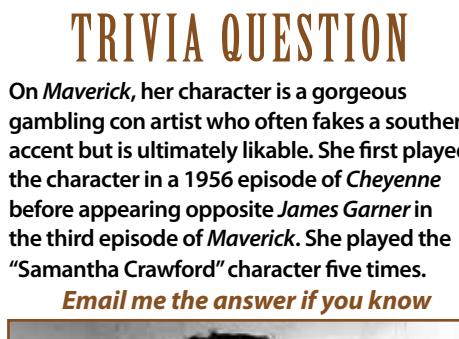 TRIVIA QUESTION
On Maverick, her character is a gorgeous
gambling con artist who often fakes a souther
accent but is ultimately likable. She first played
the character in a 1956 episode of Cheyenne
before appearing opposite James Garner in
the third episode of Maverick. She played the
“Samantha Crawford” character five times.
Email me the answer if you know